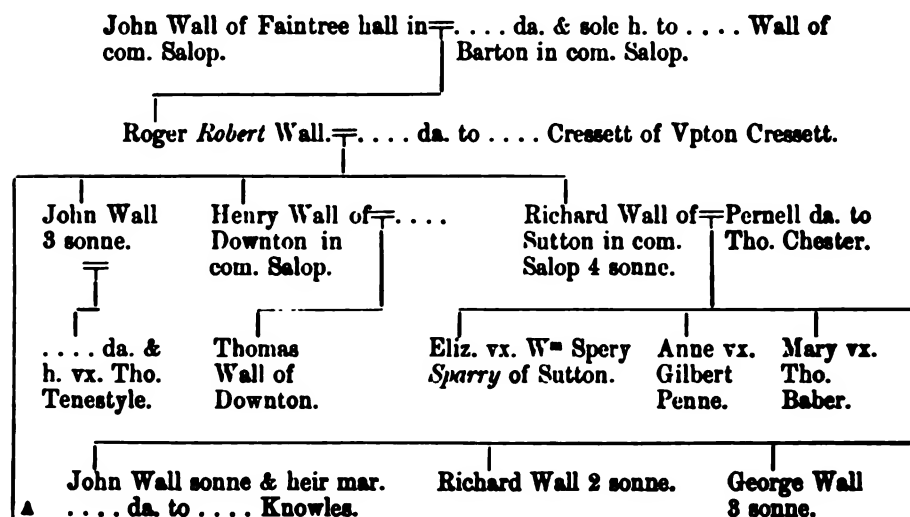 John Wall of Faintree hall in .... da. & sole h. to .... Wall of
com. Salop. Barton in com. Salop.
Roger Robert Wall. .... da. to .... Cressett of Vpton Cressett.
John Wall
3 sonne.
Henry Wall of ....
Downton in
com. Salop.
Richard Wall of
Sutton in com.
Salop 4 sonne.
Pernell da. to
Tho. Chester.
.... da. &
h. vx. Tho.
Tenestyle.
Thomas
Wall of
Downton.
Eliz. vx. Wm Spery
Sparry of Sutton.
Anne vx.
Gilbert
Penne.
Mary vx.
Tho.
Baber.
John Wall sonne & heir mar.
.... da. to .... Knowles.
Richard Wall 2 sonne.
George Wall
3 sonne.
A